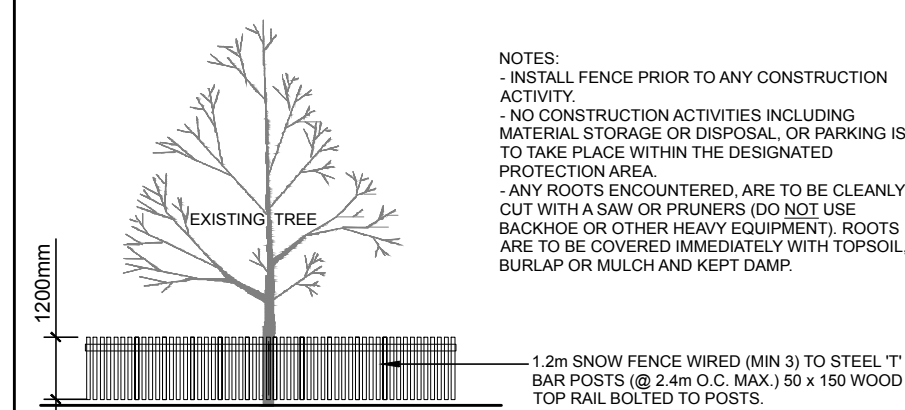 NOTES:
- INSTALL FENCE PRIOR TO ANY CONSTRUCTION
ACTIVITY.
- NO CONSTRUCTION ACTIVITIES INCLUDING
MATERIAL STORAGE OR DISPOSAL, OR PARKING IS
TO TAKE PLACE WITHIN THE DESIGNATED
PROTECTION AREA.
- ANY ROOTS ENCOUNTERED, ARE TO BE CLEANLY
CUT WITH A SAW OR PRUNERS (DO NOT USE
BACKHOE OR OTHER HEAVY EQUIPMENT). ROOTS
ARE TO BE COVERED IMMEDIATELY WITH TOPSOIL,
BURLAP OR MULCH AND KEPT DAMP.
EXISTING TREE
1200mm
1.2m SNOW FENCE WIRED (MIN 3) TO STEEL 'T'
BAR POSTS (@ 2.4m O.C. MAX.) 50 x 150 WOOD
TOP RAIL BOLTED TO POSTS.